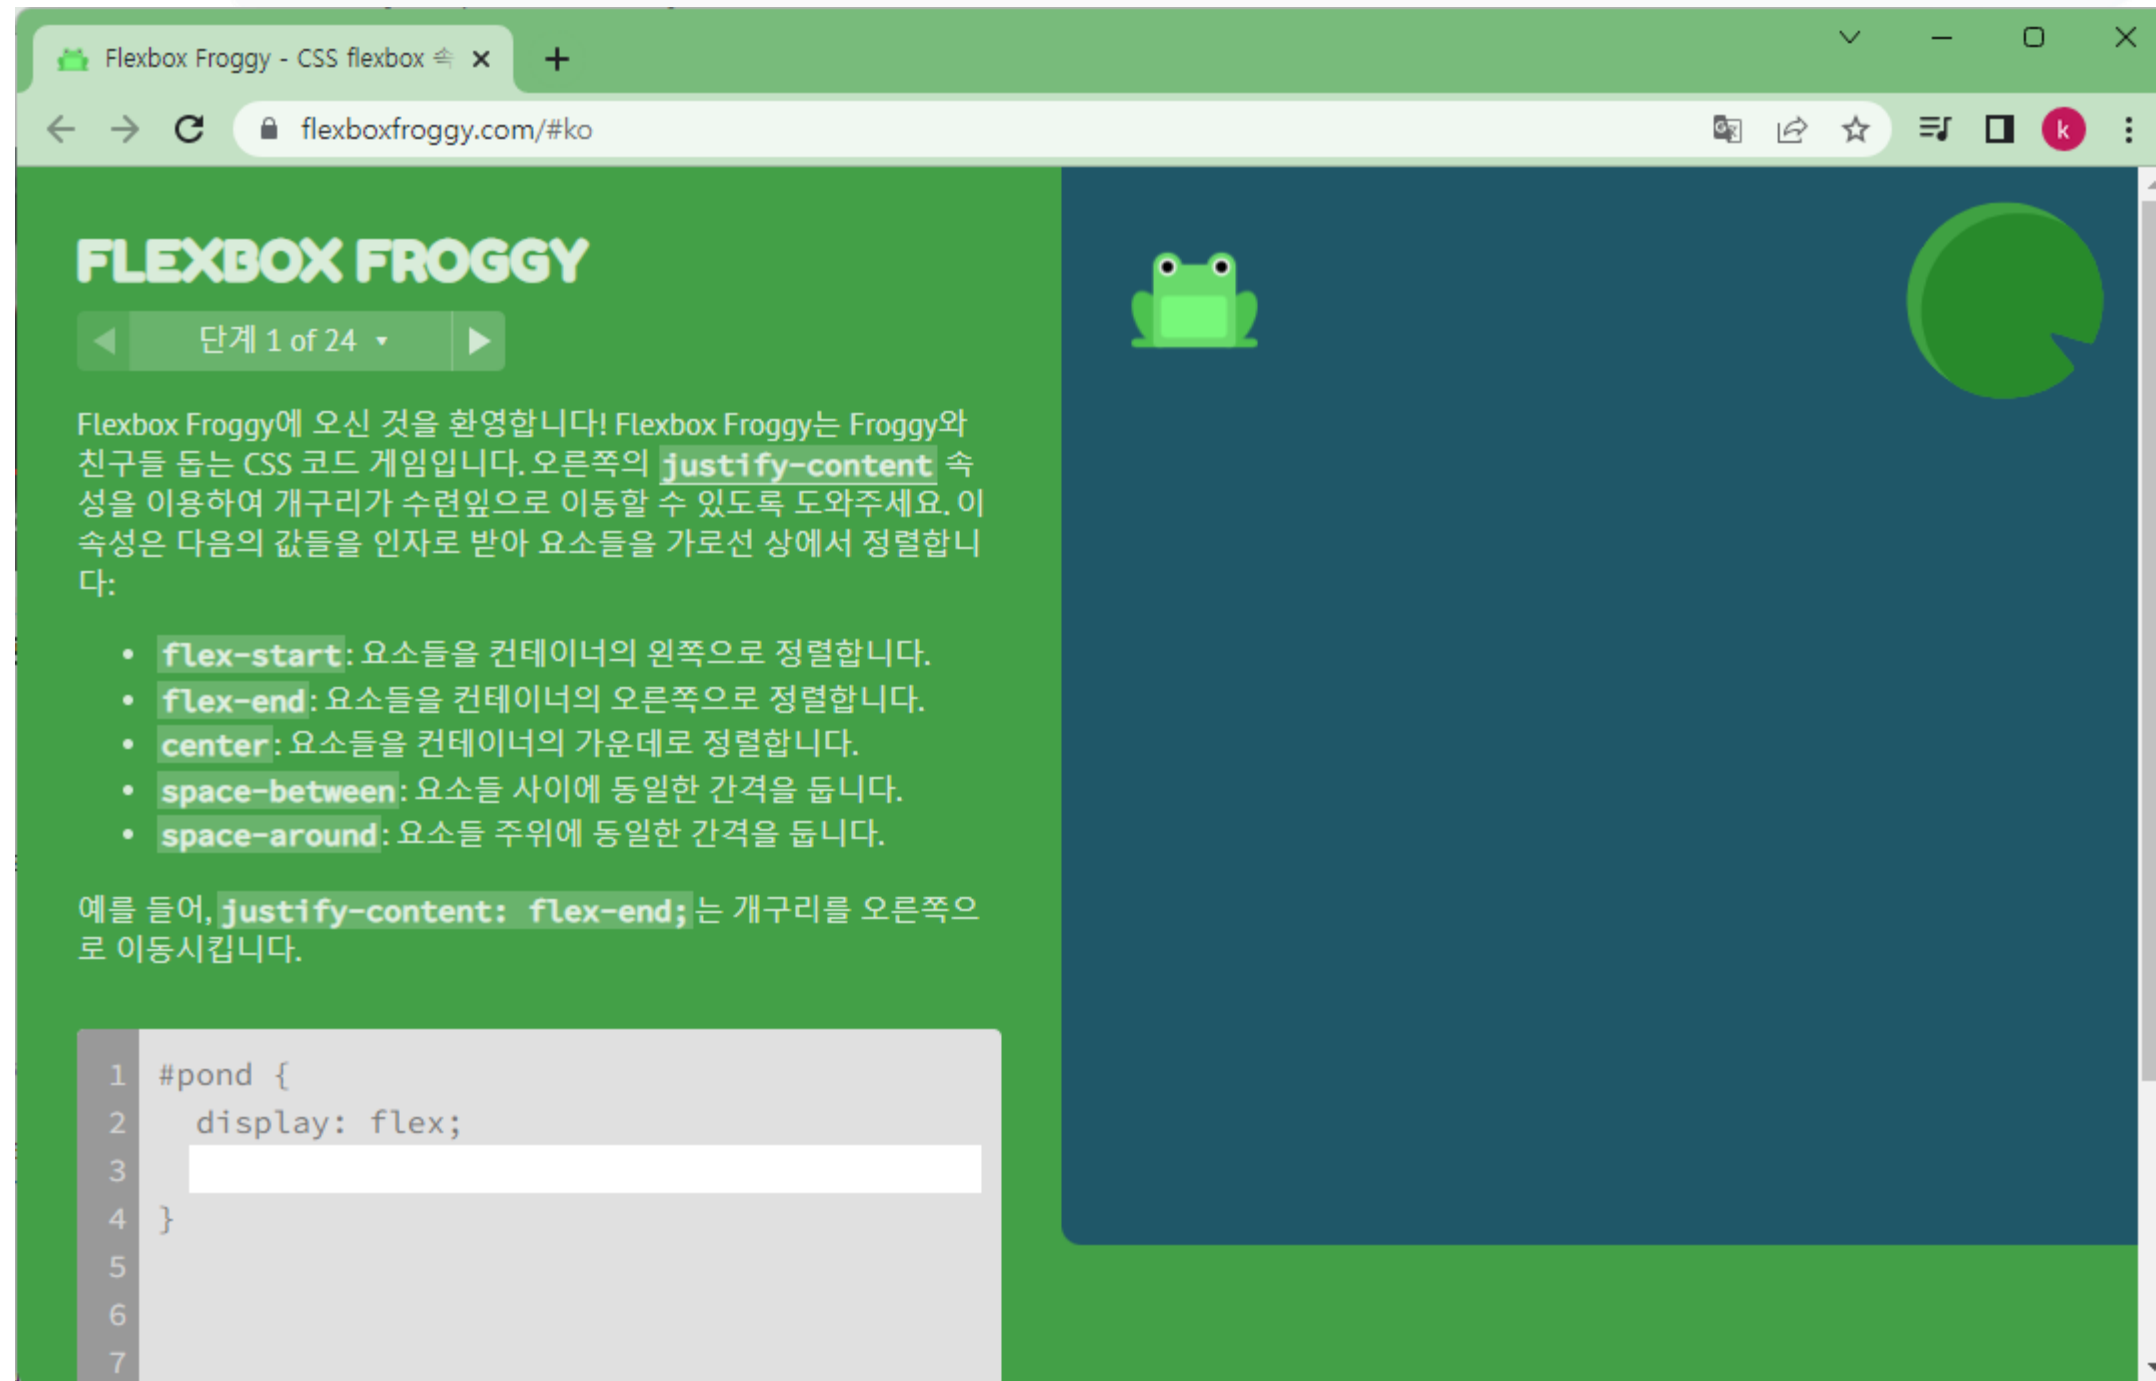 Flexbox Froggy - CSS flexbox 속
flexboxfroggy.com/#ko
k
FLEXBOX FROGGY
단계 1 of 24
Flexbox Froggy에 오신 것을 환영합니다! Flexbox Froggy는 Froggy와
친구들 돕는 CSS 코드 게임입니다. 오른쪽의 justify-content 속
성을 이용하여 개구리가 수련잎으로 이동할 수 있도록 도와주세요. 이
속성은 다음의 값들을 인자로 받아 요소들을 가로선 상에서 정렬합니
다:
• flex-start: 요소들을 컨테이너의 왼쪽으로 정렬합니다.
• flex-end: 요소들을 컨테이너의 오른쪽으로 정렬합니다.
• center: 요소들을 컨테이너의 가운데로 정렬합니다.
• space-between: 요소들 사이에 동일한 간격을 둡니다.
• space-around: 요소들 주위에 동일한 간격을 둡니다.
예를 들어, justify-content: flex-end;는 개구리를 오른쪽으
로 이동시킵니다.
1 #pond {
2 display: flex;
3
4 }
5
6
7